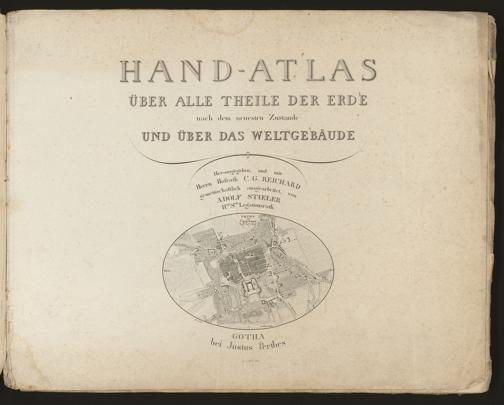 HAND-ATLAS
ÜBER ALLE THEILE DER ERDE
nach dem neuesten Zustande
UND ÜBER DAS WELTGEBÄUDE
Herausgegeben, und mit
Herrn Hofrath C. G. REICHARD
gemeinschaftlich ausgearbeitet, von
ADOLF STIELER
GOTHA
bei Justus Perthes